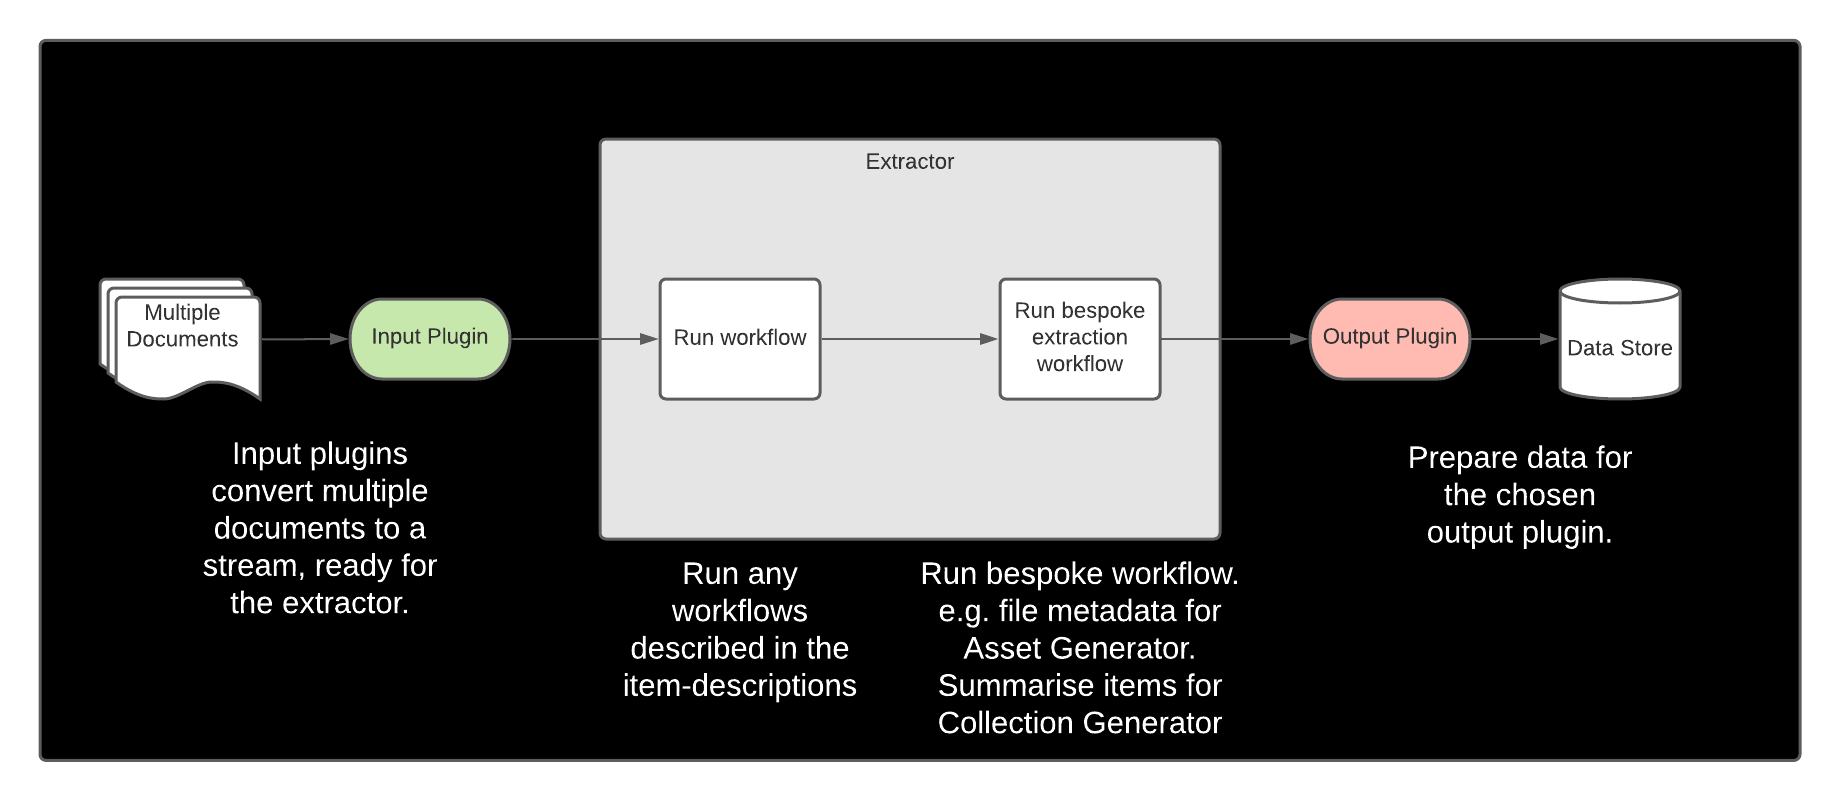 Extractor
Multiple
Documents
Input Plugin
Run workflow
Run bespoke
extraction
workflow
Output Plugin
Data Store
Input plugins
convert multiple
documents to a
stream, ready for
the extractor.
Run any
workflows
described in the
item-descriptions
Run bespoke workflow.
e.g. file metadata for
Asset Generator.
Summarise items for
Collection Generator
Prepare data for
the chosen
output plugin.